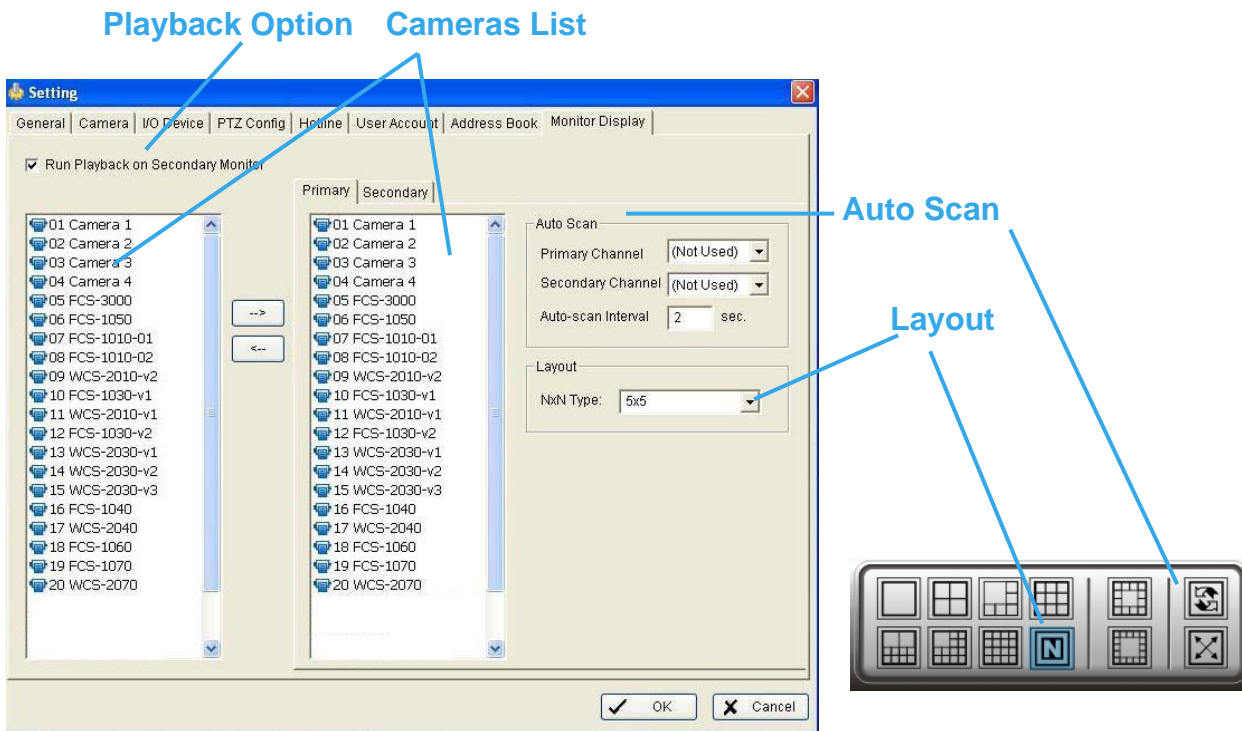 Playback Option Cameras List
Setting
General Camera I/O Device PTZ Config Hotline User Account Address Book Monitor Display
Run Playback on Secondary Monitor
Primary Secondary
01 Camera 1
02 Camera 2
03 Camera 3
04 Camera 4
05 FCS-3000
06 FCS-1050
07 FCS-1010-01
08 FCS-1010-02
09 WCS-2010-v2
10 FCS-1030-v1
11 WCS-2010-v1
12 FCS-1030-v2
13 WCS-2030-v1
14 WCS-2030-v2
15 WCS-2030-v3
16 FCS-1040
17 WCS-2040
18 FCS-1060
19 FCS-1070
20 WCS-2070
-->
<--
01 Camera 1
02 Camera 2
03 Camera 3
04 Camera 4
05 FCS-3000
06 FCS-1050
07 FCS-1010-01
08 FCS-1010-02
09 WCS-2010-v2
10 FCS-1030-v1
11 WCS-2010-v1
12 FCS-1030-v2
13 WCS-2030-v1
14 WCS-2030-v2
15 WCS-2030-v3
16 FCS-1040
17 WCS-2040
18 FCS-1060
19 FCS-1070
20 WCS-2070
Auto Scan
Primary Channel (Not Used)
Secondary Channel (Not Used)
Auto-scan Interval 2 sec.
Layout
NxN Type: 5x5
Auto Scan
Layout
N
OK Cancel